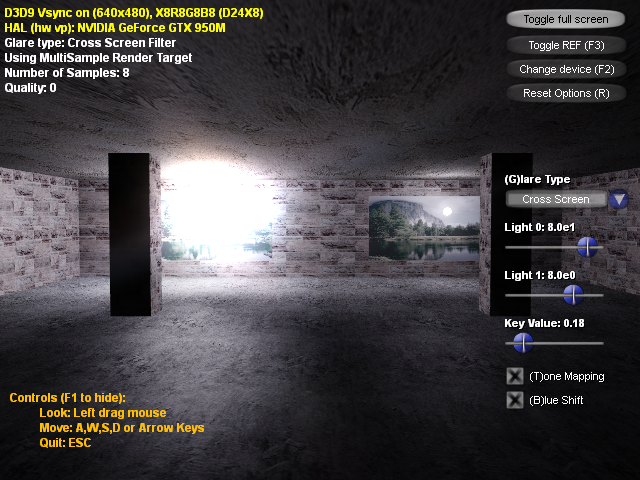 D3D9 Vsync on (640x480), X8R8G8B8 (D24X8)
HAL (hw vp): NVIDIA GeForce GTX 950M
Glare type: Cross Screen Filter
Using MultiSample Render Target
Number of Samples: 8
Quality: 0
Toggle full screen
Toggle REF (F3)
Change device (F2)
Reset Options (R)
(G)lare Type
Cross Screen
Light 0: 8.0e1
Light 1: 8.0e0
Key Value: 0.18
(T)one Mapping
(B)lue Shift
Controls (F1 to hide):
Look: Left drag mouse
Move: A,W,S,D or Arrow Keys
Quit: ESC